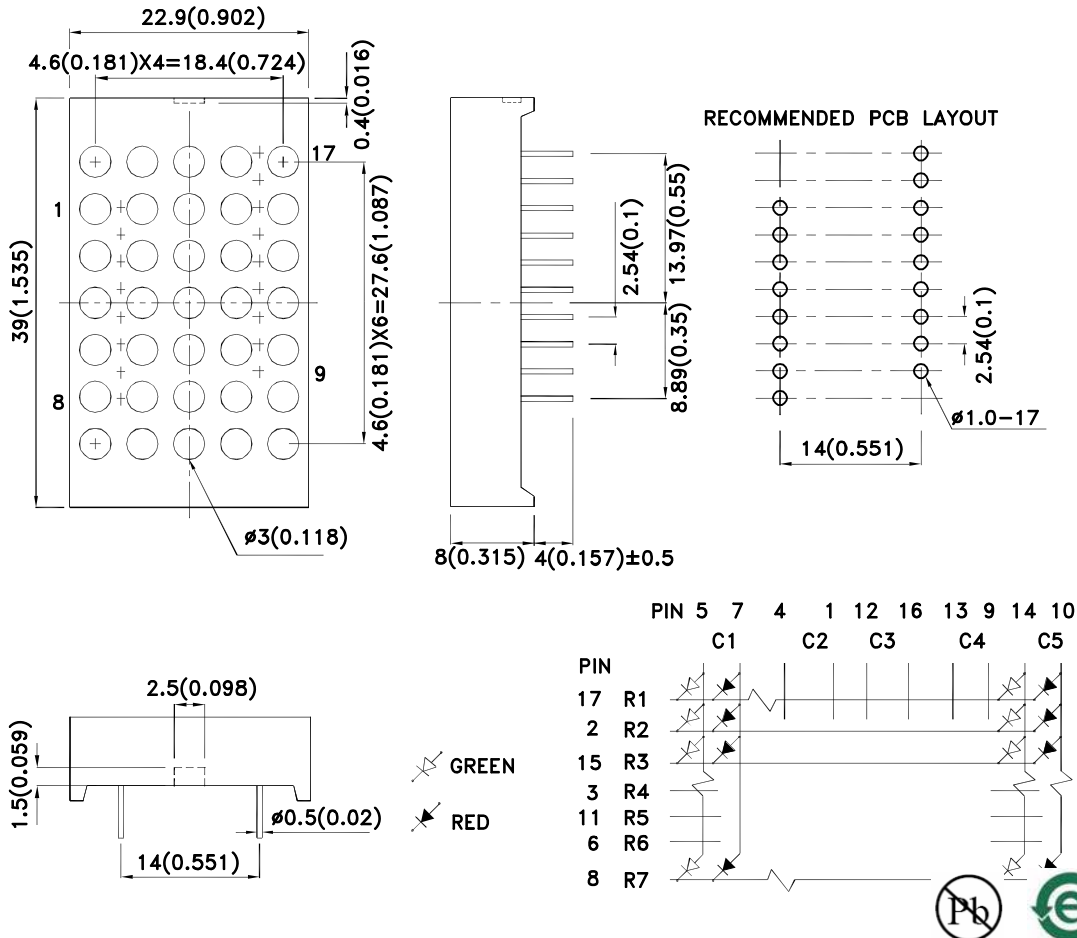 22.9(0.902)
4.6(0.181)X4=18.4(0.724)
0.4(0.016)
39(1.535)
17
1
8
9
4.6(0.181)X6=27.6(1.087)
ø3(0.118)
2.54(0.1)
13.97(0.55)
8.89(0.35)
8(0.315) 4(0.157)±0.5
RECOMMENDED PCB LAYOUT
2.54(0.1)
ø1.0-17
14(0.551)
2.5(0.098)
1.5(0.059)
ø0.5(0.02)
14(0.551)
GREEN
RED
PIN 5 7 4 1 12 16 13 9 14 10
C1 C2 C3 C4 C5
PIN
17 R1
2 R2
15 R3
3 R4
11 R5
6 R6
8 R7
Pb
e